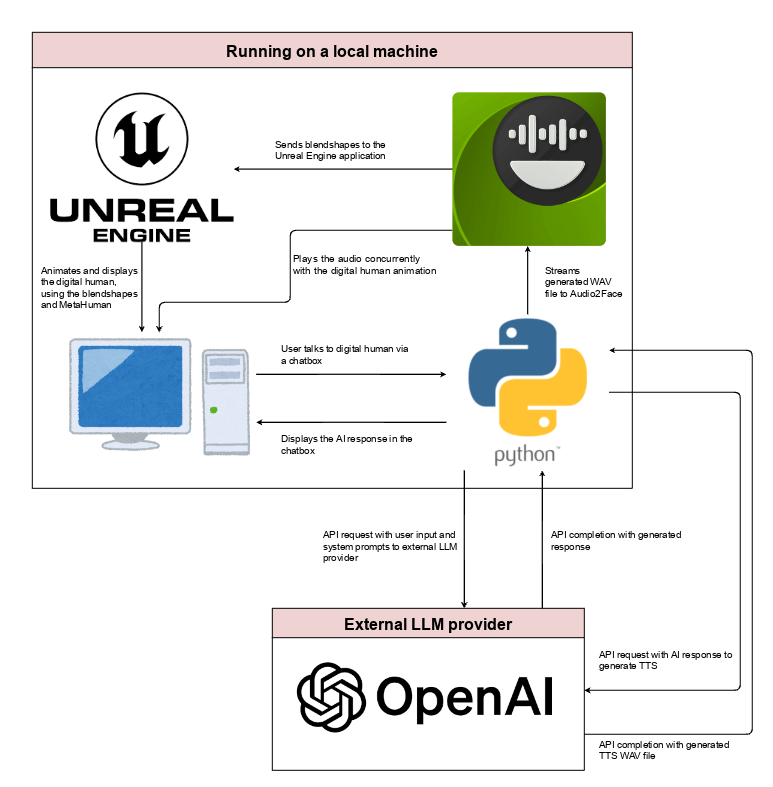 Running on a local machine
UNREAL
ENGINE
Sends blendshapes to the
Unreal Engine application
Animates and displays
the digital human,
using the blendshapes
and MetaHuman
Plays the audio concurrently
with the digital human animation
Streams
generated WAV
file to Audio2Face
User talks to digital human via
a chatbox
Displays the AI response in the
chatbox
python™
API request with user input and
system prompts to external LLM
provider
API completion with generated
response
External LLM provider
OpenAI
API request with AI response to
generate TTS
API completion with generated
TTS WAV file